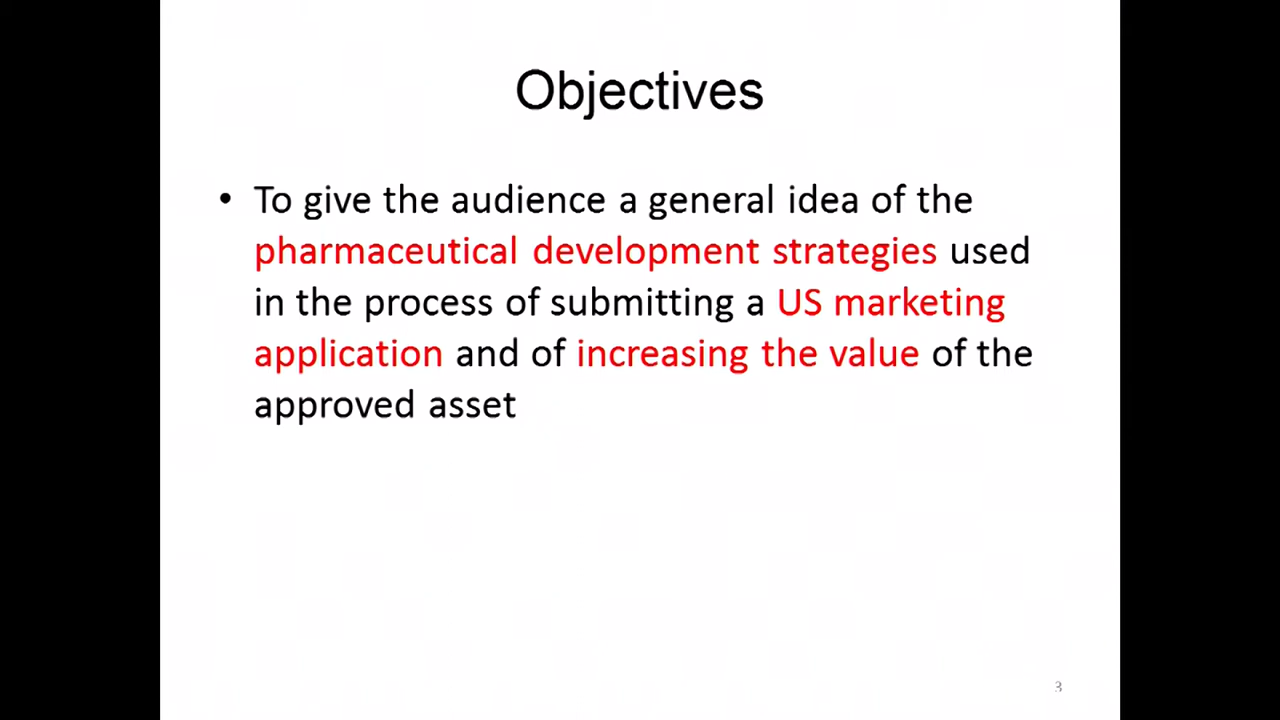 Objectives
• To give the audience a general idea of the
pharmaceutical development strategies used
in the process of submitting a US marketing
application and of increasing the value of the
approved asset
3